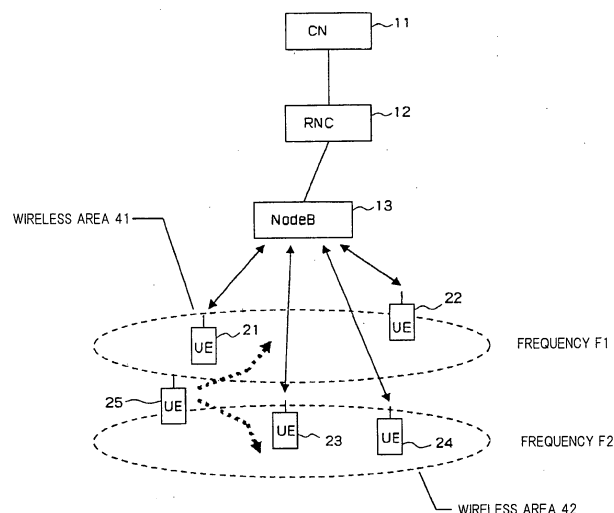 CN
11
RNC
12
NodeB
13
WIRELESS AREA 41
UE
21
UE
22
FREQUENCY F1
25
UE
UE
23
UE
24
FREQUENCY F2
WIRELESS AREA 42